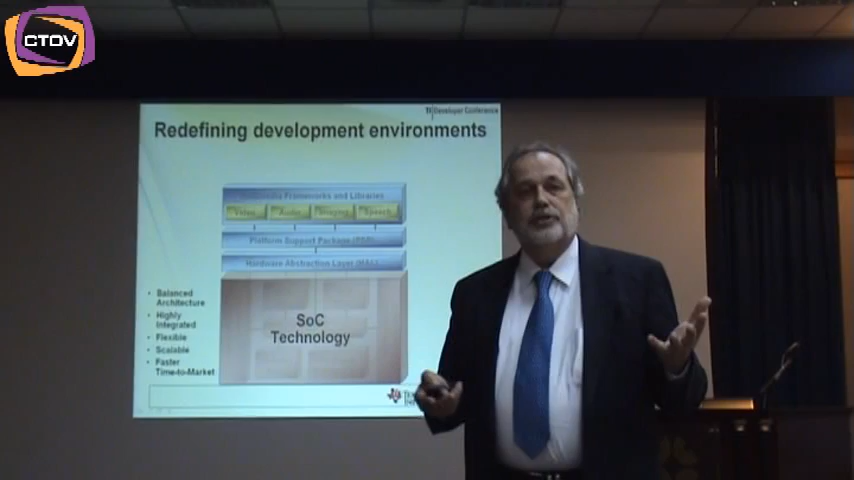 CTOV
TI Developer Conference
Redefining development environments
Frameworks and Libraries
Video Audio Imaging Speech
Platform Support Package (PSP)
Hardware Abstraction Layer (HAL)
SoC
Technology
• Balanced
Architecture
• Highly
Integrated
• Flexible
• Scalable
• Faster
Time-to-Market